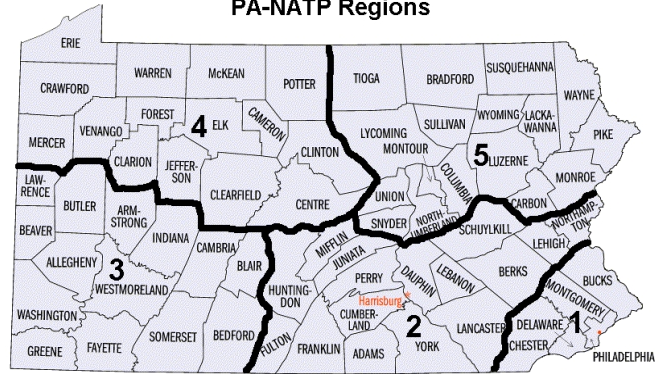 PA-NATP Regions
ERIE
CRAWFORD
WARREN
McKEAN
POTTER
TIOGA
BRADFORD
SUSQUEHANNA
WAYNE
MERCER
VENANGO
FOREST
4
ELK
CAMERON
CLINTON
LYCOMING
SULLIVAN
WYOMING
LACKA-
WANNA
PIKE
MONTOUR
5
LUZERNE
COLUMBIA
MONROE
LAW-
RENCE
BUTLER
CLARION
JEFFER-
SON
CLEARFIELD
CENTRE
UNION
SNYDER
NORTH-
UMBERLAND
CARBON
NORTHAMP-
TON
BEAVER
ARM-
STRONG
INDIANA
CAMBRIA
BLAIR
MIFFLIN
JUNIATA
SCHUYLKILL
LEHIGH
ALLEGHENY
3
WESTMORELAND
HUNTING-
DON
PERRY
DAUPHIN
LEBANON
BERKS
BUCKS
MONTGOMERY
Harrisburg
WASHINGTON
SOMERSET
BEDFORD
CUMBER-
LAND
2
LANCASTER
DELAWARE
1
CHESTER
GREENE
FAYETTE
FULTON
FRANKLIN
ADAMS
YORK
PHILADELPHIA